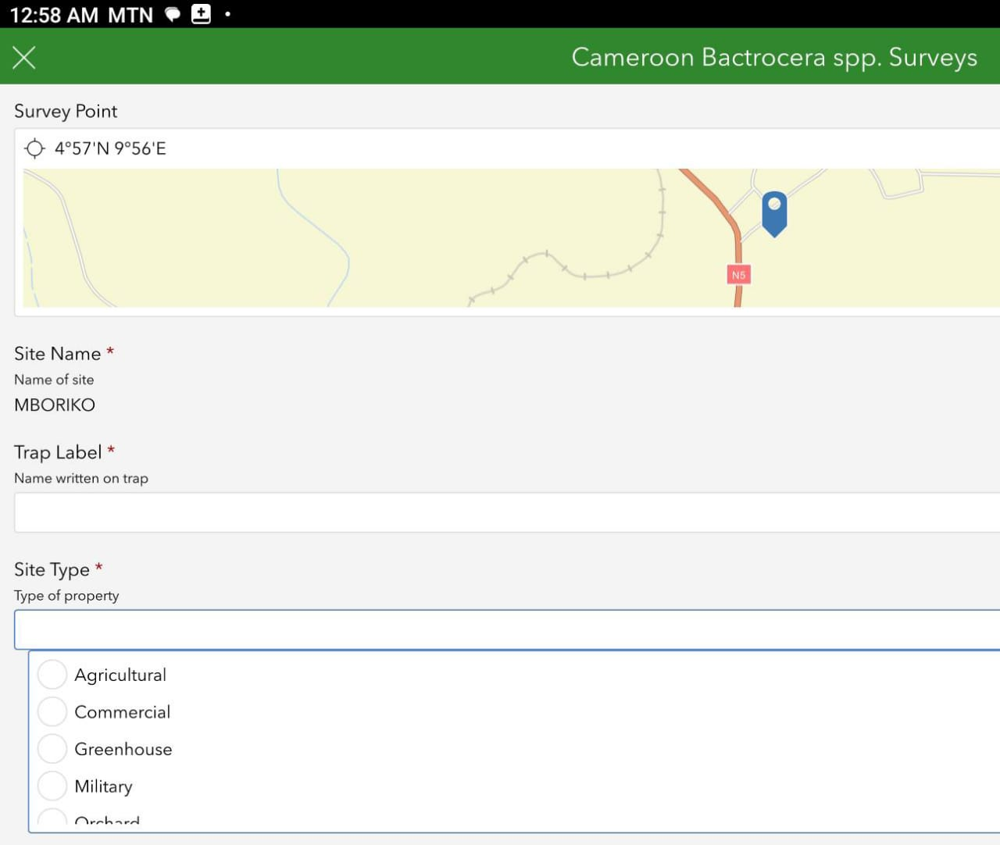 12:58 AM MTN
Cameroon Bactrocera spp. Surveys
Survey Point
4°57'N 9°56'E
N5
Site Name *
Name of site
MBORIKO
Trap Label *
Name written on trap
Site Type *
Type of property
Agricultural
Commercial
Greenhouse
Military
Orchard